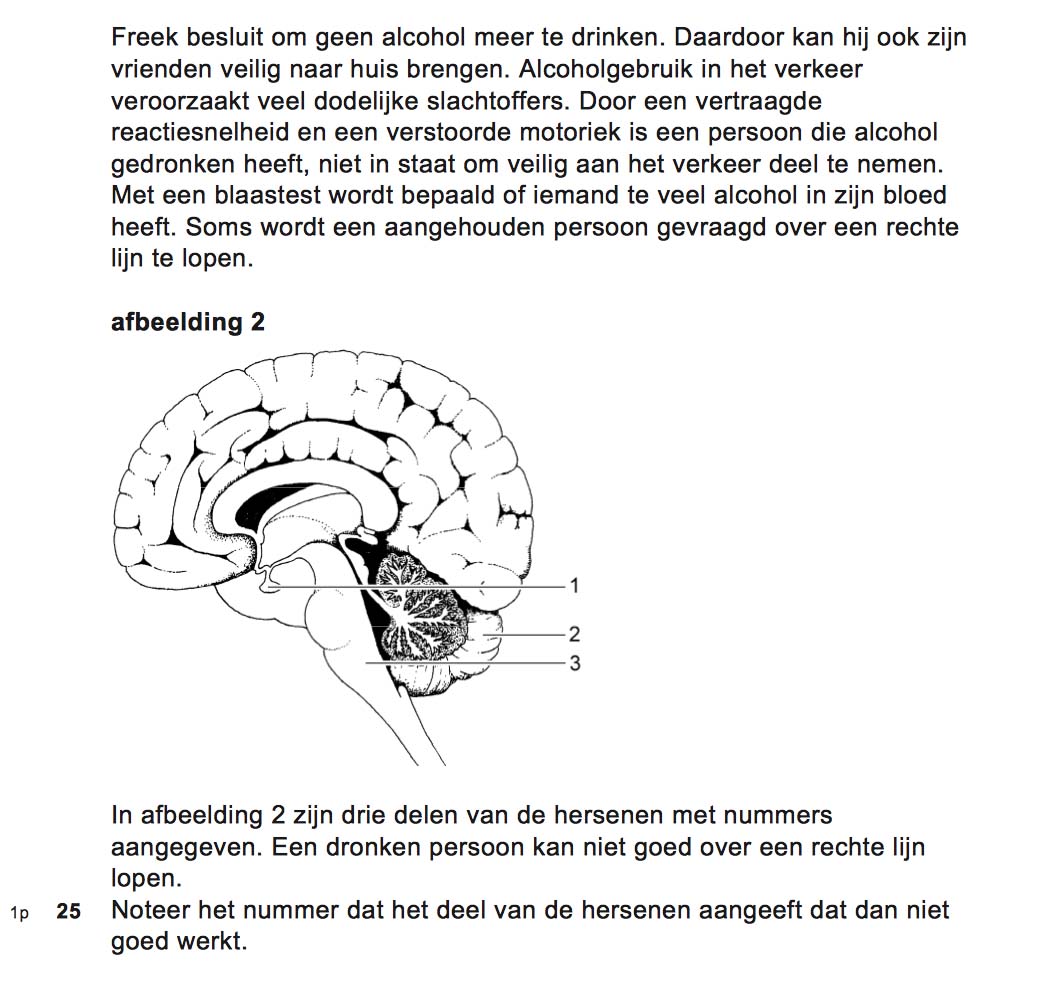 Freek besluit om geen alcohol meer te drinken. Daardoor kan hij ook zijn
vrienden veilig naar huis brengen. Alcoholgebruik in het verkeer
veroorzaakt veel dodelijke slachtoffers. Door een vertraagde
reactiesnelheid en een verstoorde motoriek is een persoon die alcohol
gedronken heeft, niet in staat om veilig aan het verkeer deel te nemen.
Met een blaastest wordt bepaald of iemand te veel alcohol in zijn bloed
heeft. Soms wordt een aangehouden persoon gevraagd over een rechte
lijn te lopen.
afbeelding 2
1
2
3
In afbeelding 2 zijn drie delen van de hersenen met nummers
aangegeven. Een dronken persoon kan niet goed over een rechte lijn
lopen.
1p 25 Noteer het nummer dat het deel van de hersenen aangeeft dat dan niet
goed werkt.